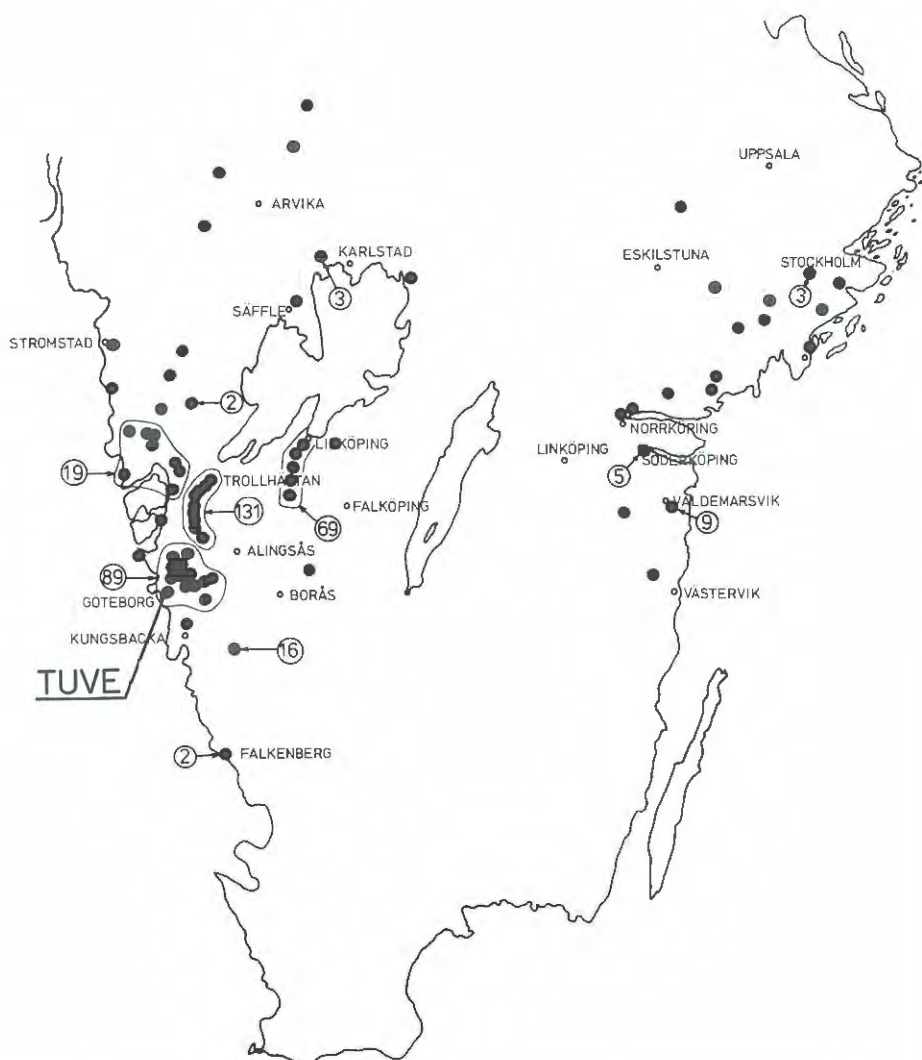 UPPSALA
ARVIKA
KARLSTAD
ESKILSTUNA
STOCKHOLM
3
3
SÄFFLE
STRÖMSTAD
2
NORRKÖPING
LINKÖPING
LINKÖPING
SÖDERKÖPING
19
5
TROLLHÄTTAN
VALDEMARSVIK
131
FALKÖPING
9
69
ALINGSÅS
89
GÖTEBORG
BORÅS
VÄSTERVIK
KUNGSBACKA
16
TUVE
2
FALKENBERG